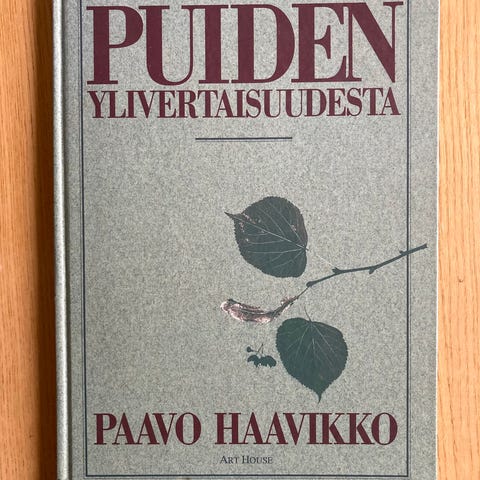 PUIDEN
YLIVERTAISUUDESTA
PAAVO HAAVIKKO
ART HOUSE